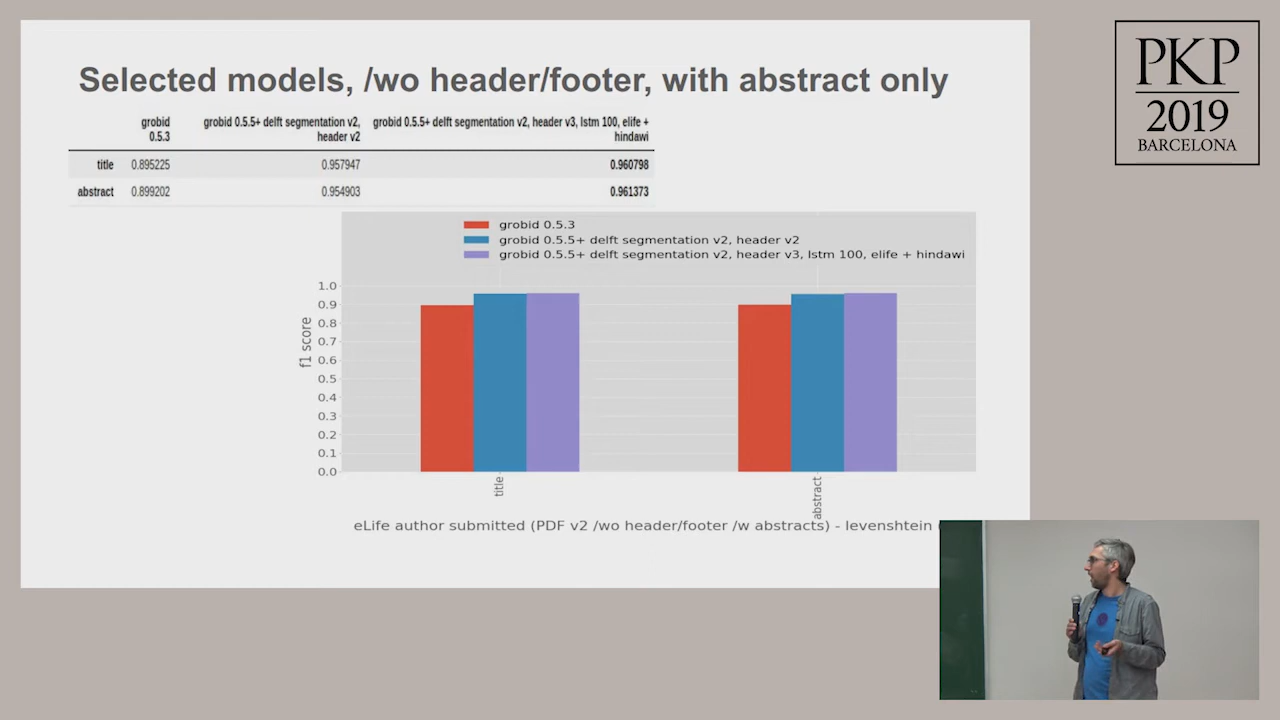 Selected models, /wo header/footer, with abstract only
grobid 0.5.3 grobid 0.5.5+ delft segmentation v2, header v2 grobid 0.5.5+ delft segmentation v2, header v3, lstm 100, elife + hindawi
title 0.895225 0.957947 0.960798
abstract 0.899202 0.954903 0.961373
grobid 0.5.3
grobid 0.5.5+ delft segmentation v2, header v2
grobid 0.5.5+ delft segmentation v2, header v3, lstm 100, elife + hindawi
f1 score
1.0
0.9
0.8
0.7
0.6
0.5
0.4
0.3
0.2
0.1
0.0
title
abstract
eLife author submitted (PDF v2 /wo header/footer /w abstracts) - levenshtein
PKP
2019
BARCELONA